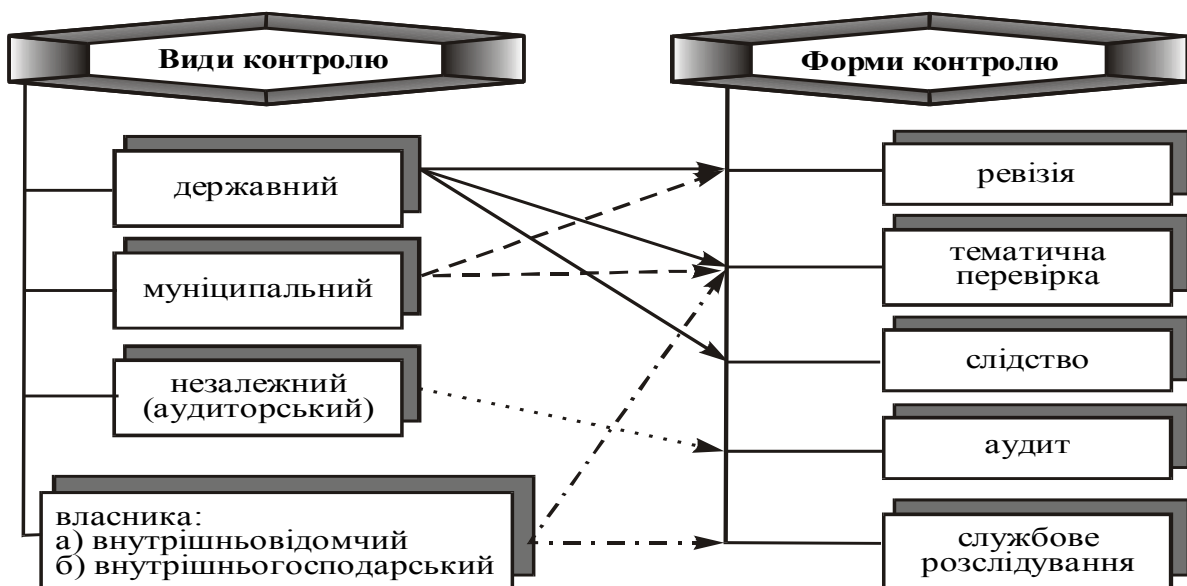 Види контролю
державний
муніципальний
незалежний
(аудиторський)
власника:
а) внутрішньовідомчий
б) внутрішньогосподарський
Форми контролю
ревізія
тематична
перевірка
слідство
аудит
службове
розслідування